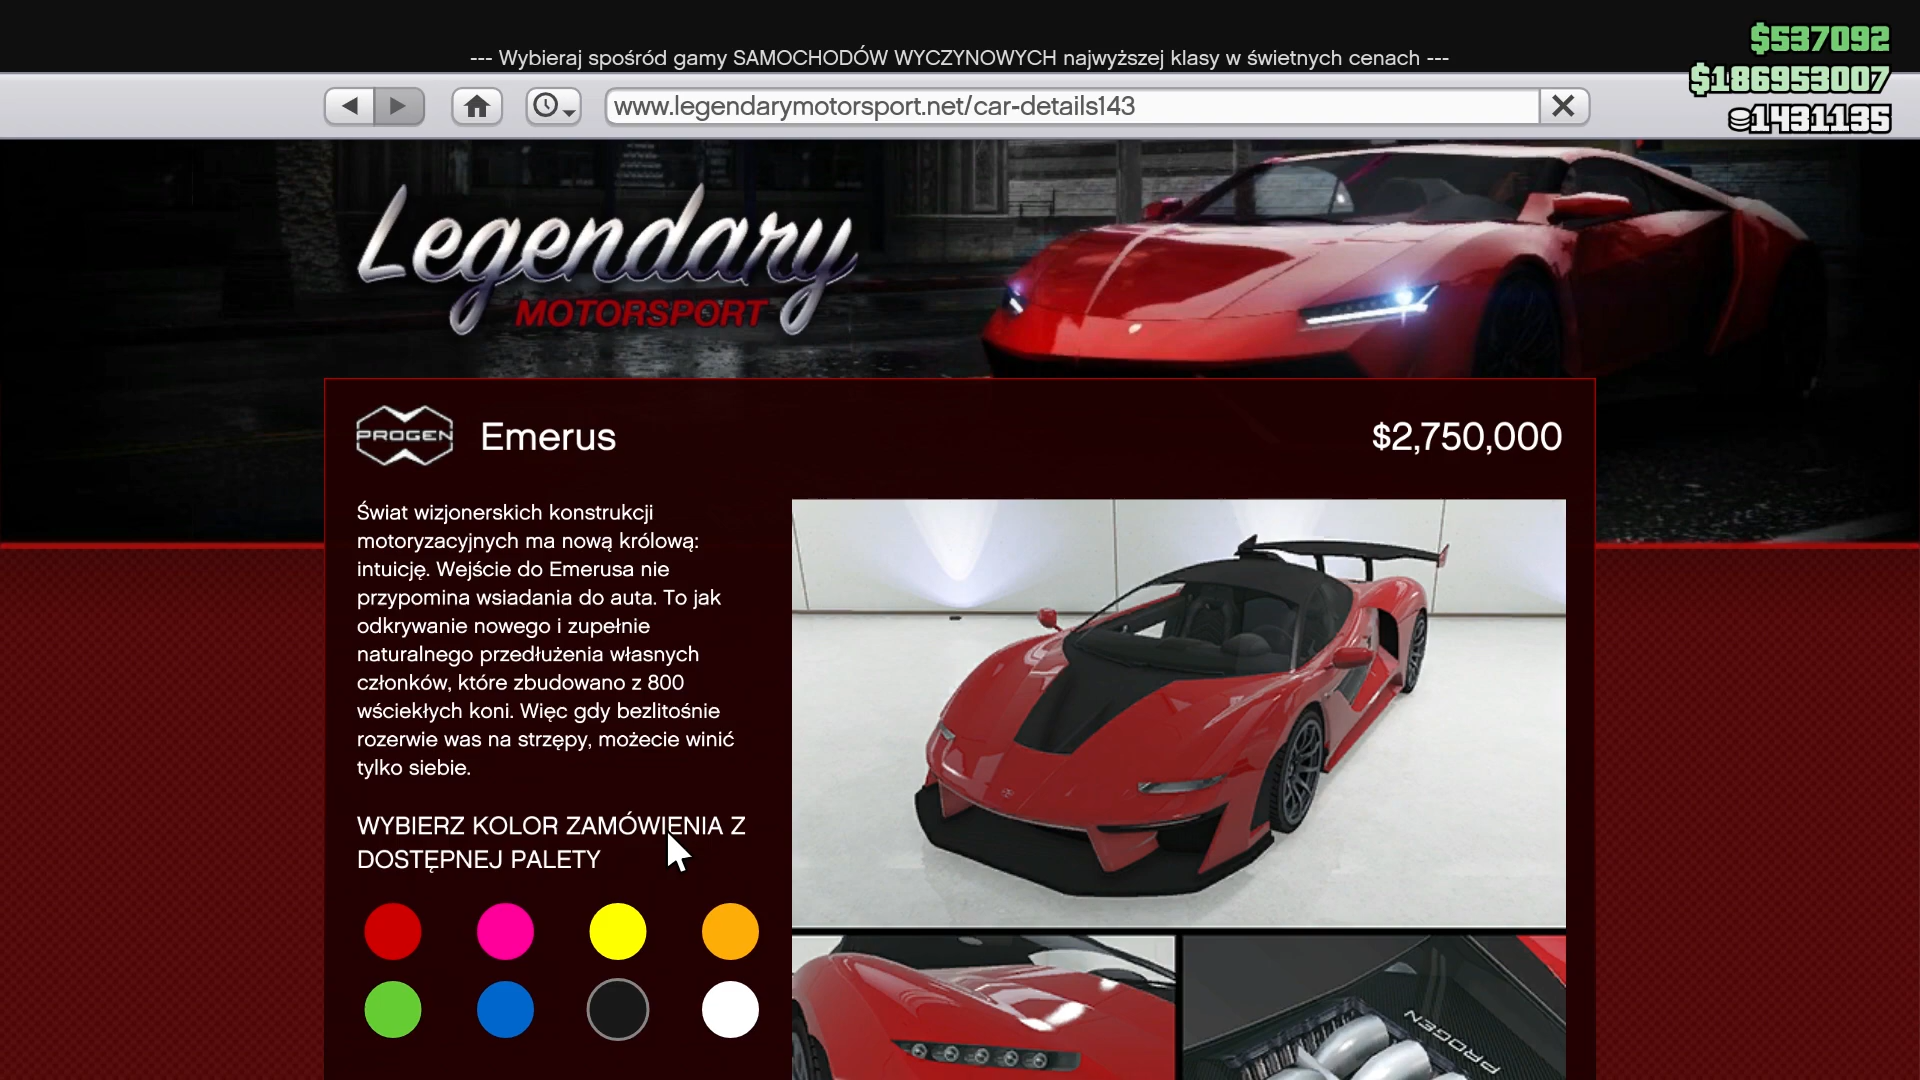 --- Wybieraj spośród gamy SAMOCHODÓW WYCZYNOWYCH najwyższej klasy w świetnych cenach ---
$537092
$186953007
1431135
www.legendarymotorsport.net/car-details143
Legendary
MOTORSPORT
PROGEN
Emerus
$2,750,000
Świat wizjonerskich konstrukcji
motoryzacyjnych ma nową królową:
intuicję. Wejście do Emerusa nie
przypomina wsiadania do auta. To jak
odkrywanie nowego i zupełnie
naturalnego przedłużenia własnych
członków, które zbudowano z 800
wściekłych koni. Więc gdy bezlitośnie
rozerwie was na strzępy, możecie winić
tylko siebie.
WYBIERZ KOLOR ZAMÓWIENIA Z
DOSTĘPNEJ PALETY
PROGEN